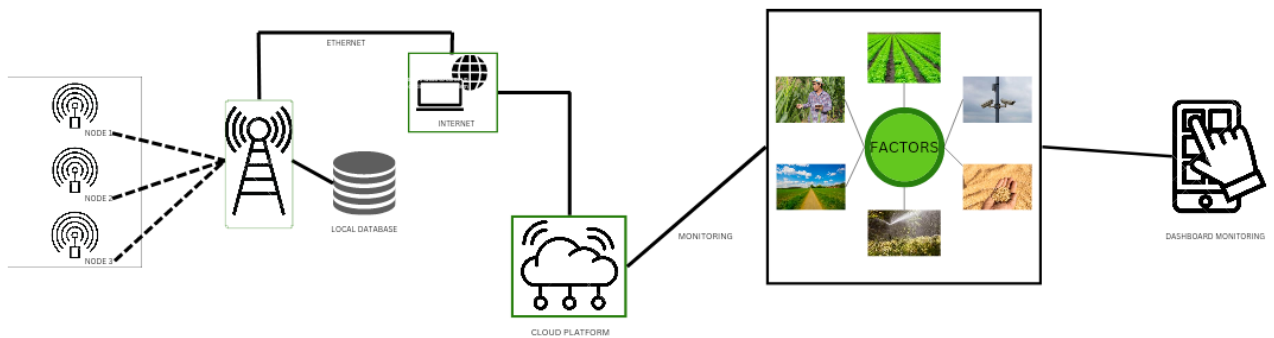 ETHERNET
NODE 1
NODE 2
NODE 3
INTERNET
LOCAL DATABASE
CLOUD PLATFORM
MONITORING
FACTORS
DASHBOARD MONITORING